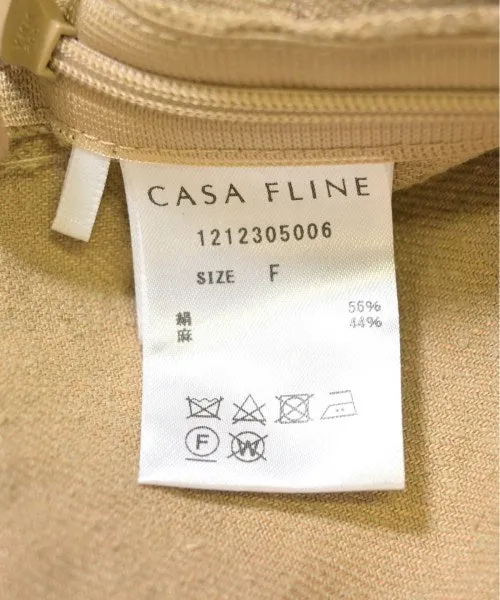 CASA FLINE
1212305006
SIZE F
絹 56%
麻 44%
F W